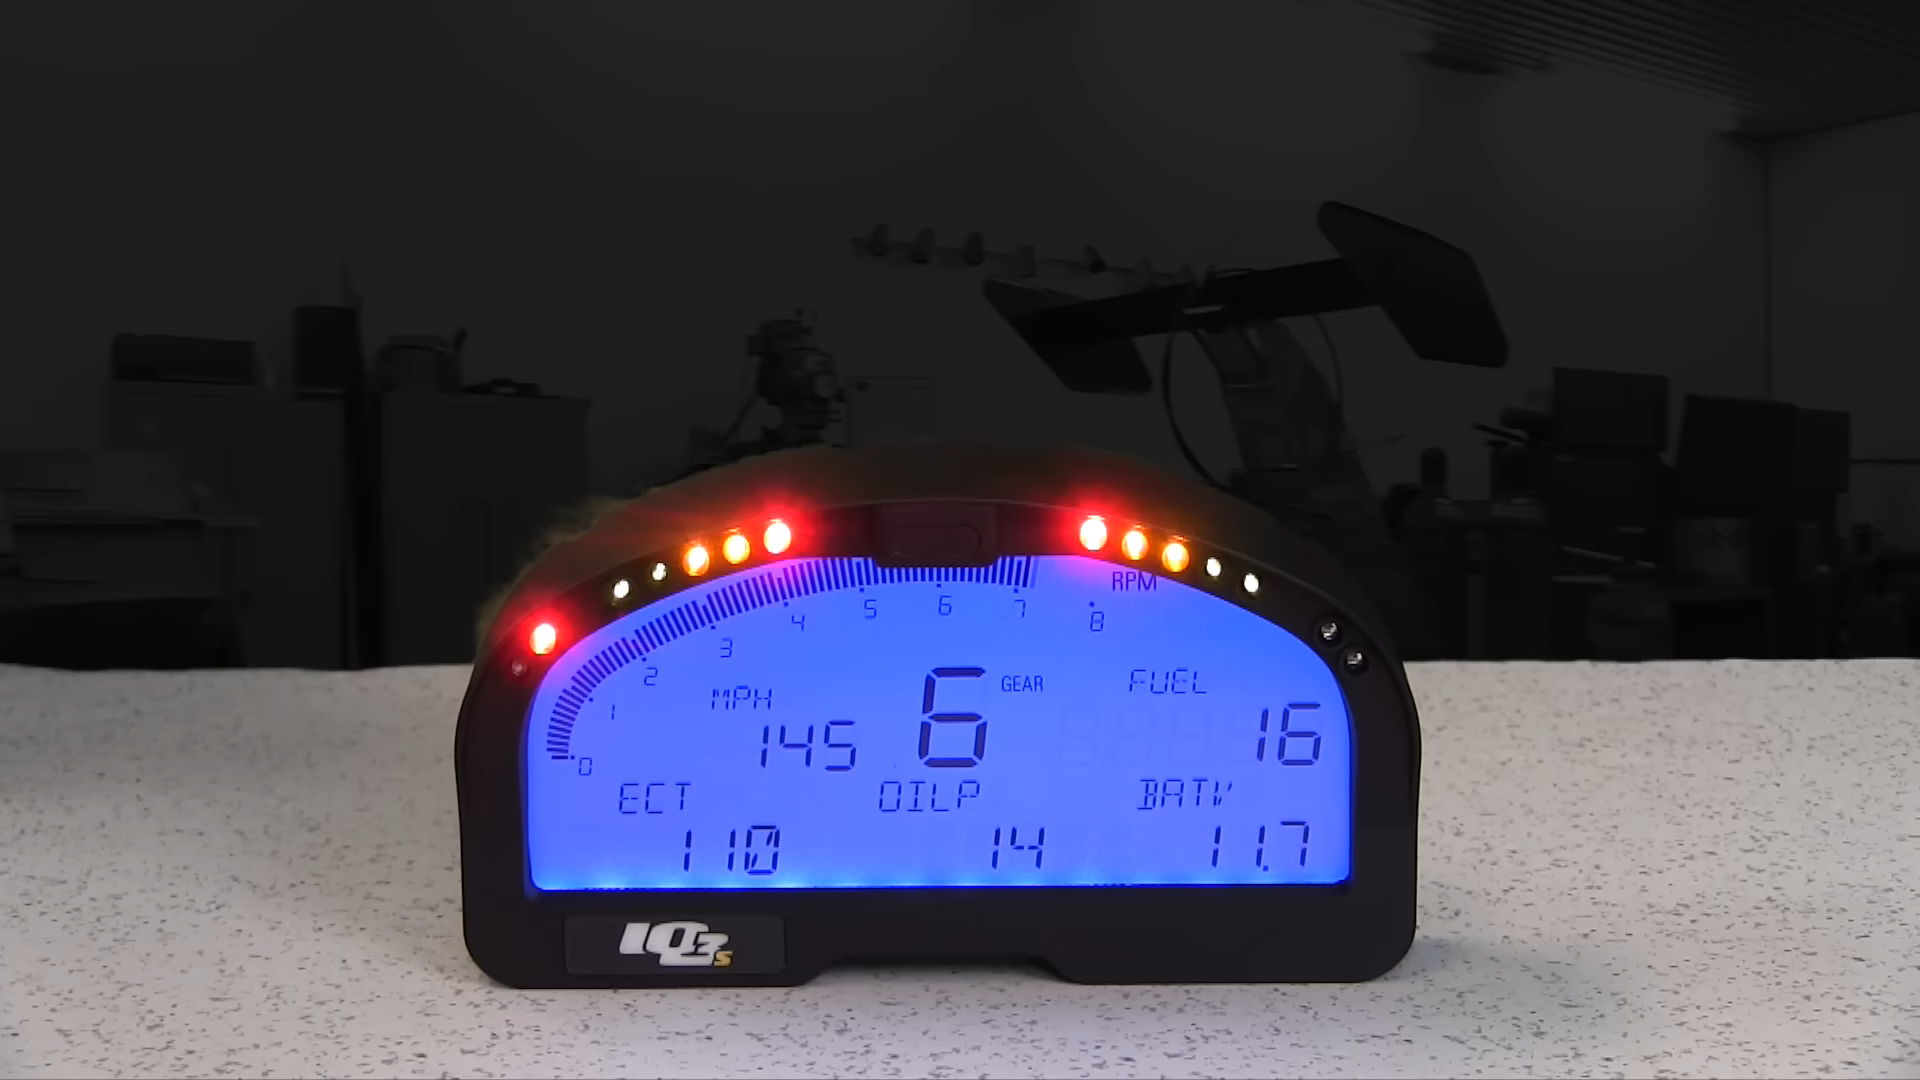 RPM
0 1 2 3 4 5 6 7 8
MPH
145
6 GEAR
FUEL
16
ECT
110
OILP
14
BATV
11.7
IQ3s